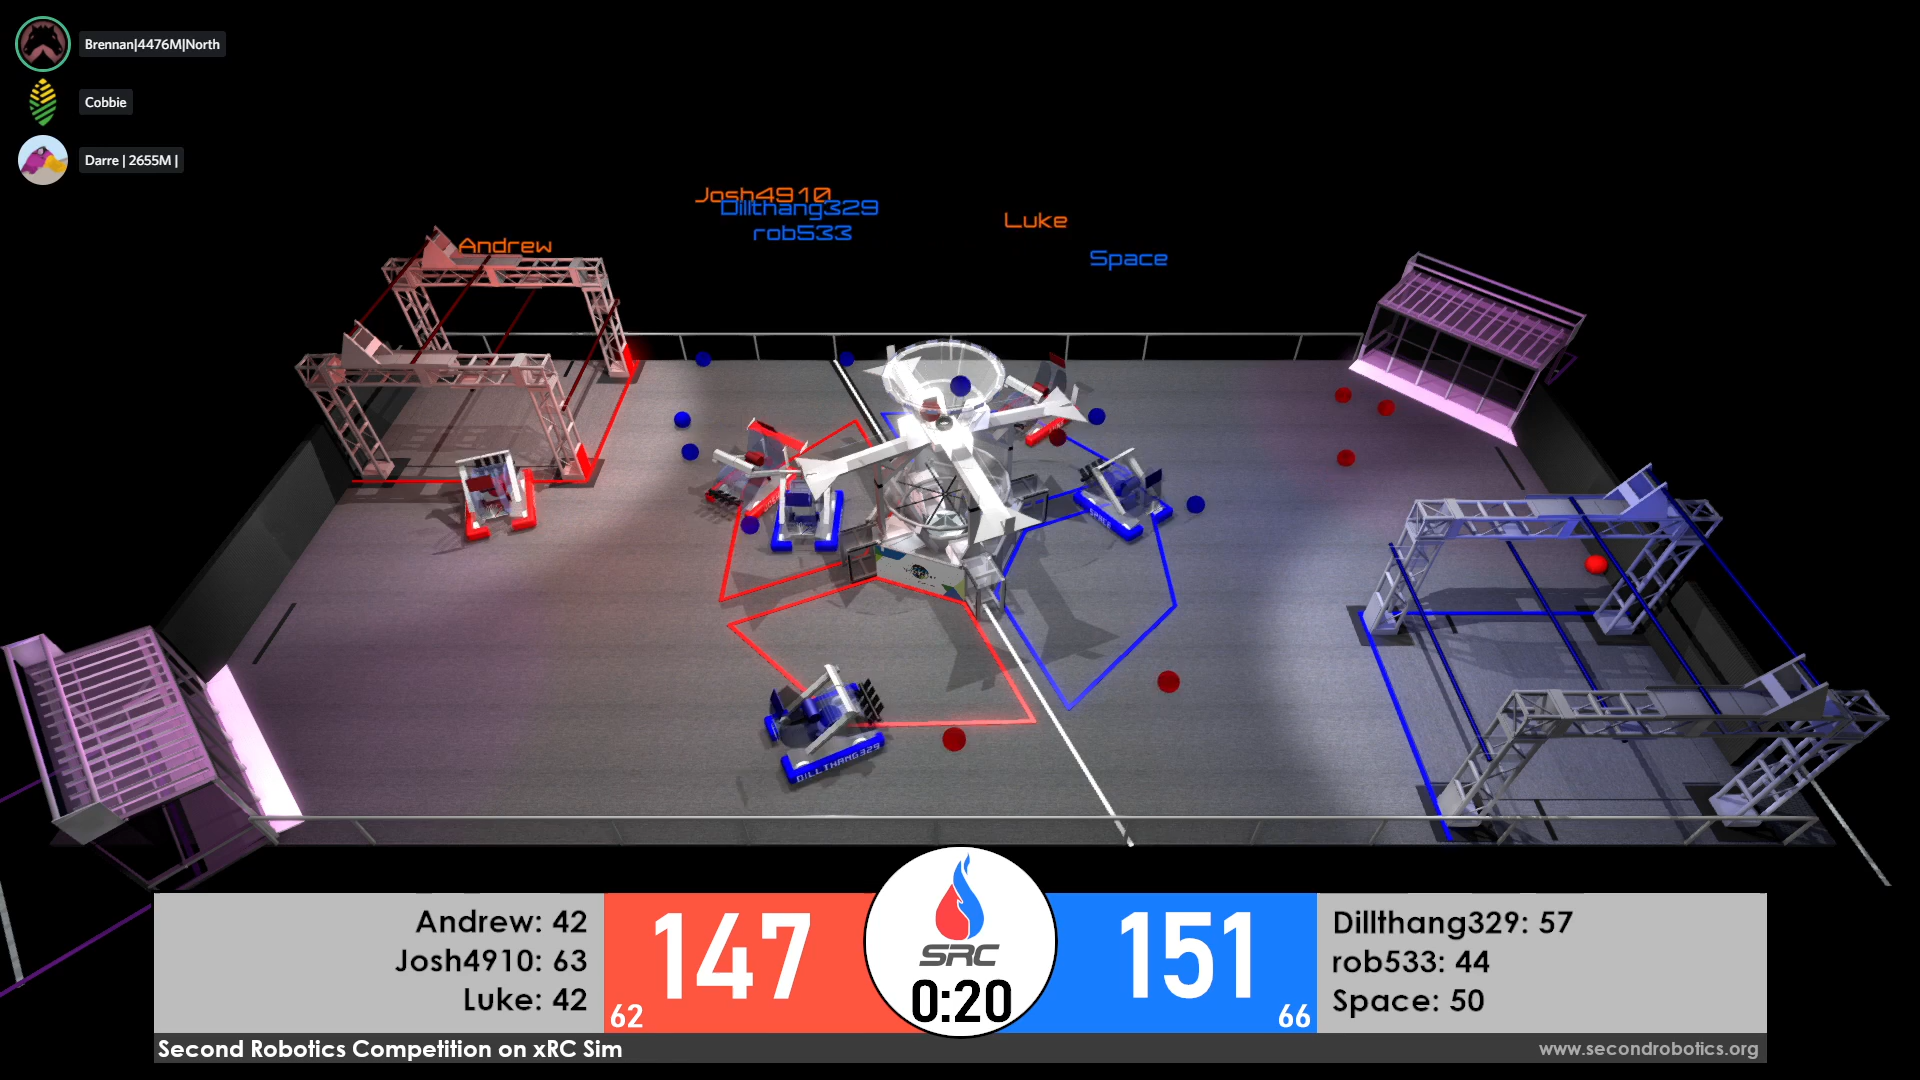 Brennan|4476M|North
Cobbie
Darre | 2655M |
Josh4910
Dillthang329
rob533
Luke
Space
Andrew
SPACE
DILLTHANG329
Andrew: 42
Josh4910: 63
Luke: 42
62
147
SRC
0:20
151
66
Dillthang329: 57
rob533: 44
Space: 50
Second Robotics Competition on xRC Sim
www.secondrobotics.org